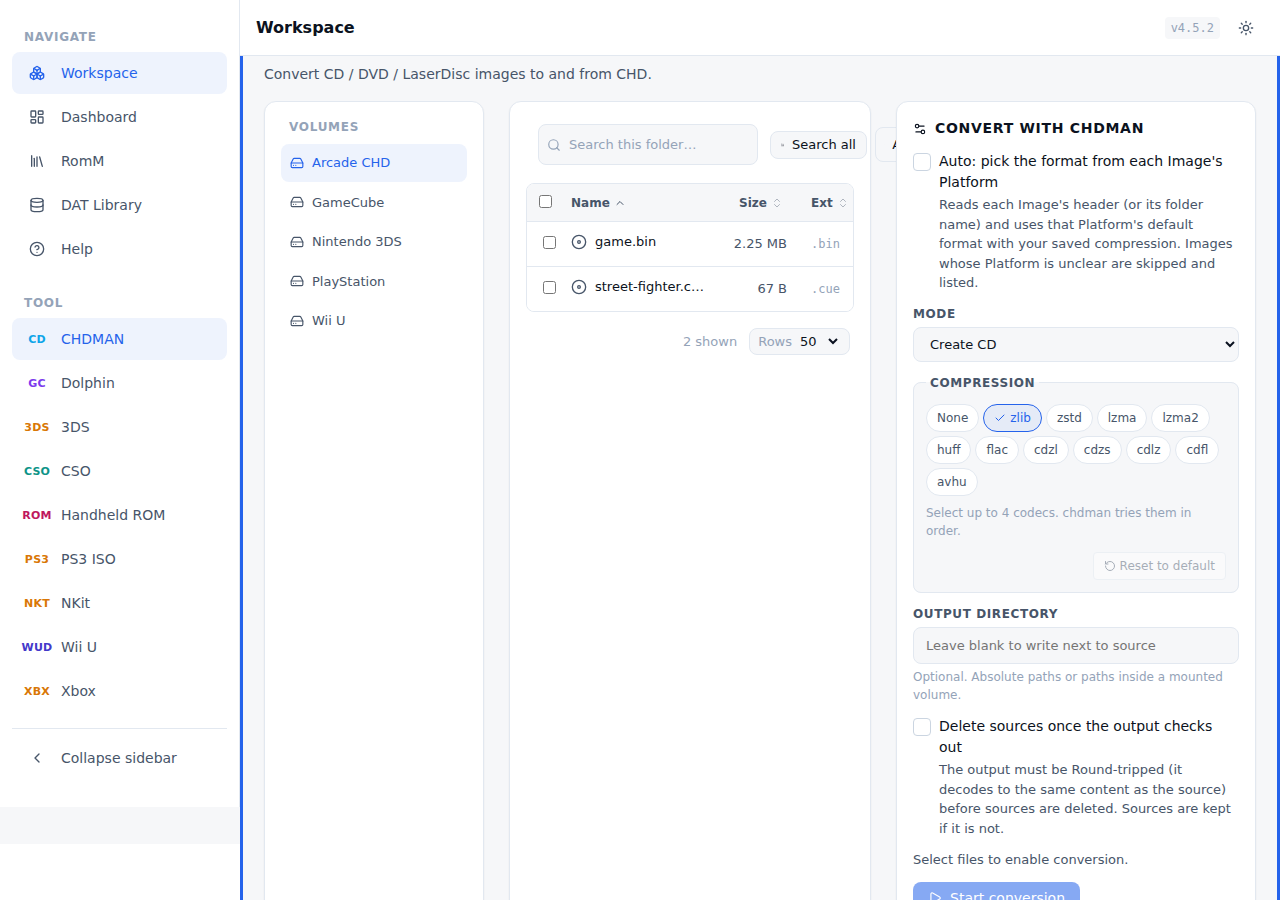 NAVIGATE
Workspace
Dashboard
RomM
DAT Library
Help
TOOL
CD CHDMAN
GC Dolphin
3DS 3DS
CSO CSO
ROM Handheld ROM
PS3 PS3 ISO
NKT NKit
WUD Wii U
XBX Xbox
Collapse sidebar
Workspace
v4.5.2
Convert CD / DVD / LaserDisc images to and from CHD.
VOLUMES
Arcade CHD
GameCube
Nintendo 3DS
PlayStation
Wii U
Search this folder…
Search all
Name Size Ext
game.bin 2.25 MB .bin
street-fighter.c… 67 B .cue
2 shown Rows 50
CONVERT WITH CHDMAN
Auto: pick the format from each Image's
Platform
Reads each Image's header (or its folder
name) and uses that Platform's default
format with your saved compression. Images
whose Platform is unclear are skipped and
listed.
MODE
Create CD
COMPRESSION
None zlib zstd lzma lzma2
huff flac cdzl cdzs cdlz cdfl
avhu
Select up to 4 codecs. chdman tries them in
order.
Reset to default
OUTPUT DIRECTORY
Leave blank to write next to source
Optional. Absolute paths or paths inside a mounted
volume.
Delete sources once the output checks
out
The output must be Round-tripped (it
decodes to the same content as the source)
before sources are deleted. Sources are kept
if it is not.
Select files to enable conversion.
Start conversion